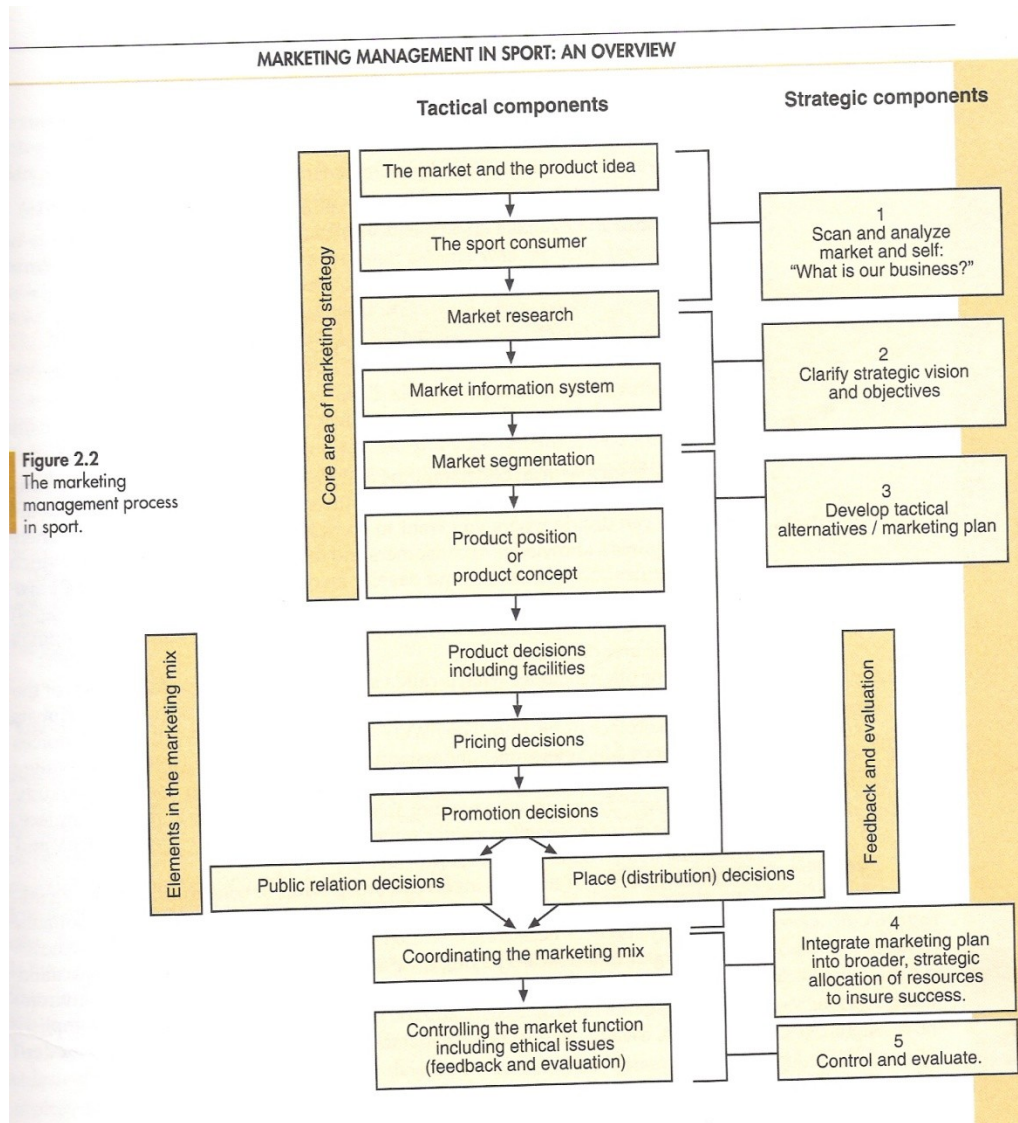 MARKETING MANAGEMENT IN SPORT: AN OVERVIEW
Tactical components
Strategic components
Core area of marketing strategy
The market and the product idea
The sport consumer
Market research
Market information system
Market segmentation
Product position
or
product concept
1
Scan and analyze
market and self:
“What is our business?”
2
Clarify strategic vision
and objectives
3
Develop tactical
alternatives / marketing plan
Figure 2.2
The marketing
management process
in sport.
Elements in the marketing mix
Product decisions
including facilities
Pricing decisions
Promotion decisions
Public relation decisions
Place (distribution) decisions
Feedback and evaluation
Coordinating the marketing mix
Controlling the market function
including ethical issues
(feedback and evaluation)
4
Integrate marketing plan
into broader, strategic
allocation of resources
to insure success.
5
Control and evaluate.